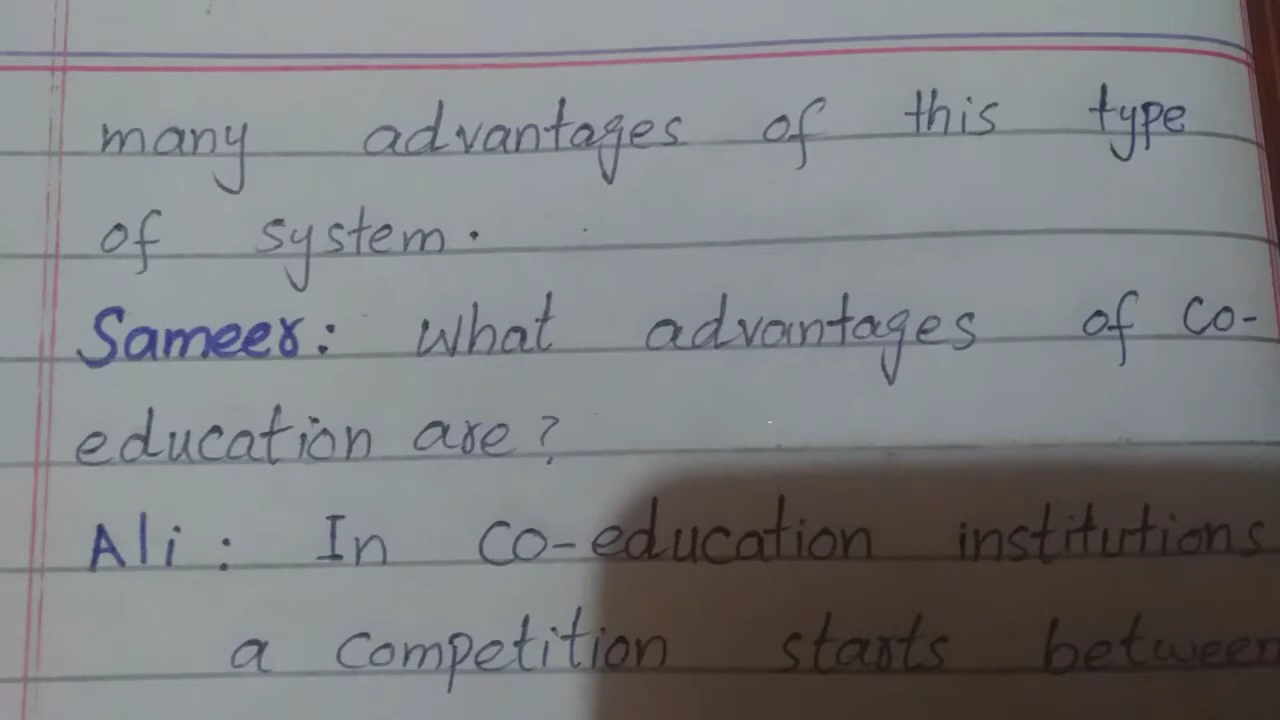 many advantages of this type
of system.
Sameer: What advantages of co-
education are?
Ali: In co-education institutions
a competition starts between